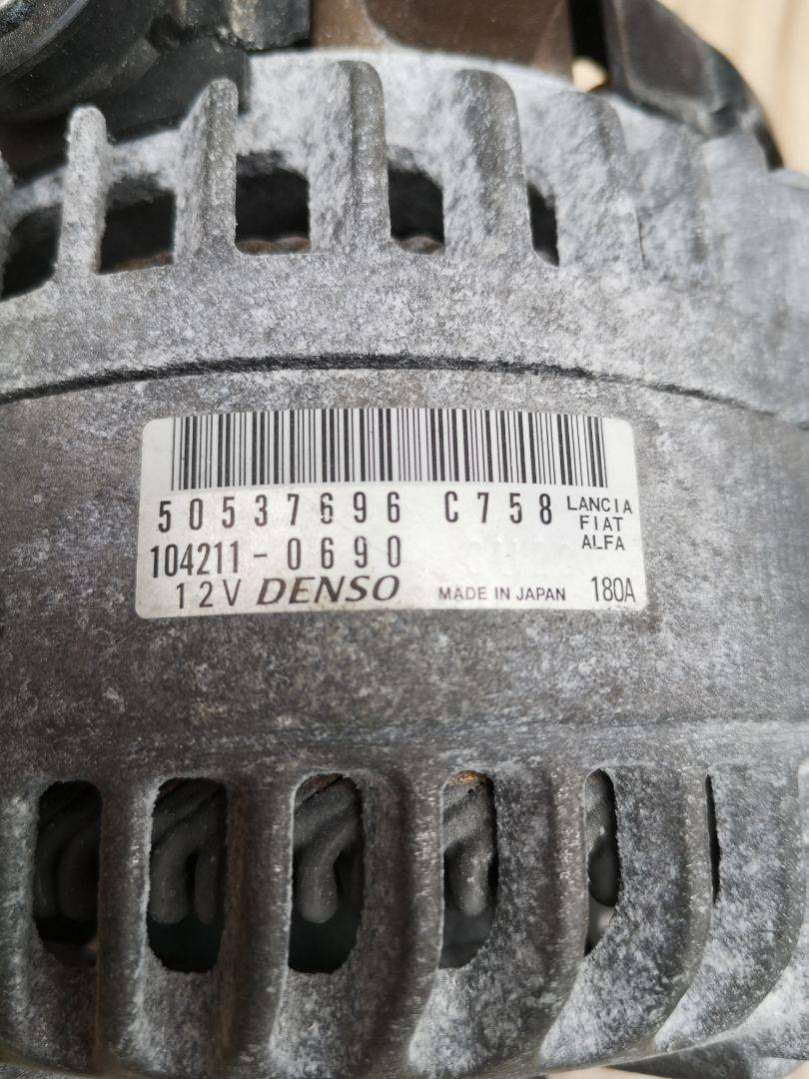 50537696 C758 LANCIA
FIAT
ALFA
104211-0690
12V DENSO MADE IN JAPAN 180A